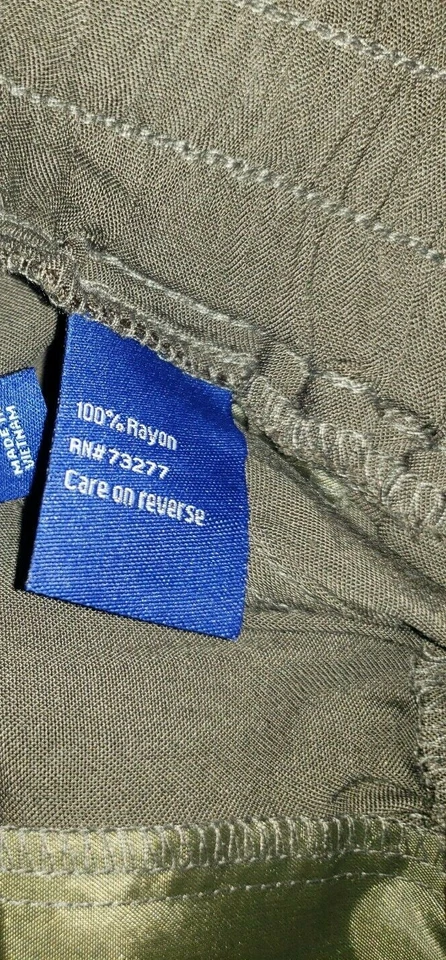 100% Rayon
RN# 73277
Care on reverse
MADE IN
VIETNAM